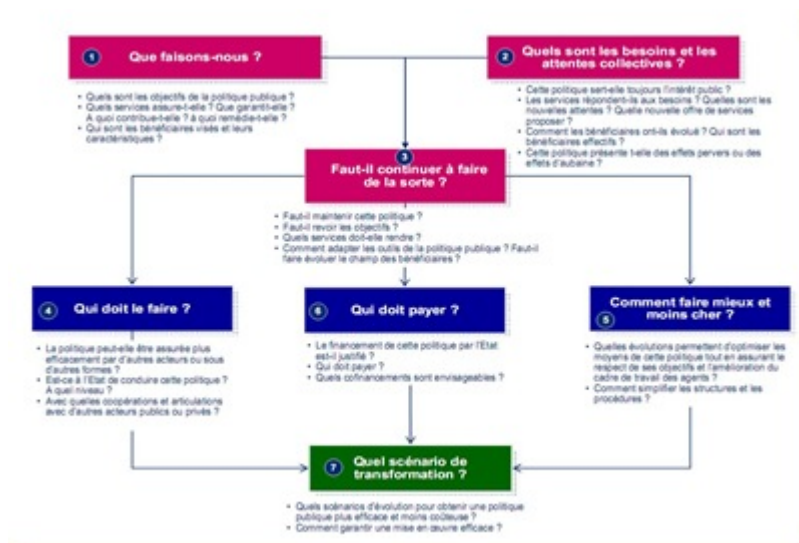 1 Que faisons-nous ?
• Quels sont les objectifs de la politique publique ?
• Quels services assure-t-elle ? Que garantit-elle ?
A quoi contribue-t-elle ? à quoi remédie-t-elle ?
• Qui sont les bénéficiaires visés et leurs
caractéristiques ?
2 Quels sont les besoins et les
attentes collectives ?
• Cette politique sert-elle toujours l'intérêt public ?
• Les services répondent-ils aux besoins ? Quelles sont les
nouvelles attentes ? Quelle nouvelle offre de services
proposer ?
• Comment les bénéficiaires ont-ils évolué ? Qui sont les
bénéficiaires effectifs ?
• Cette politique présente t-elle des effets pervers ou des
effets d'aubaine ?
3
Faut-il continuer à faire
de la sorte ?
• Faut-il maintenir cette politique ?
• Faut-il revoir les objectifs ?
• Quels services doit-elle rendre ?
• Comment adapter les outils de la politique publique ? Faut-il
faire évoluer le champ des bénéficiaires ?
4 Qui doit le faire ?
• La politique peut-elle être assurée plus
efficacement par d'autres acteurs ou sous
d'autres formes ?
• Est-ce à l'Etat de conduire cette politique ?
A quel niveau ?
• Avec quelles coopérations et articulations
avec d'autres acteurs publics ou privés ?
6 Qui doit payer ?
• Le financement de cette politique par l'Etat
est-il justifié ?
• Qui doit payer ?
• Quels cofinancements sont envisageables ?
Comment faire mieux et
5 moins cher ?
• Quelles évolutions permettent d'optimiser les
moyens de cette politique tout en assurant le
respect de ses objectifs et l'amélioration du
cadre de travail des agents ?
• Comment simplifier les structures et les
procédures ?
7 Quel scénario de
transformation ?
• Quels scénarios d'évolution pour obtenir une politique
publique plus efficace et moins coûteuse ?
• Comment garantir une mise en œuvre efficace ?